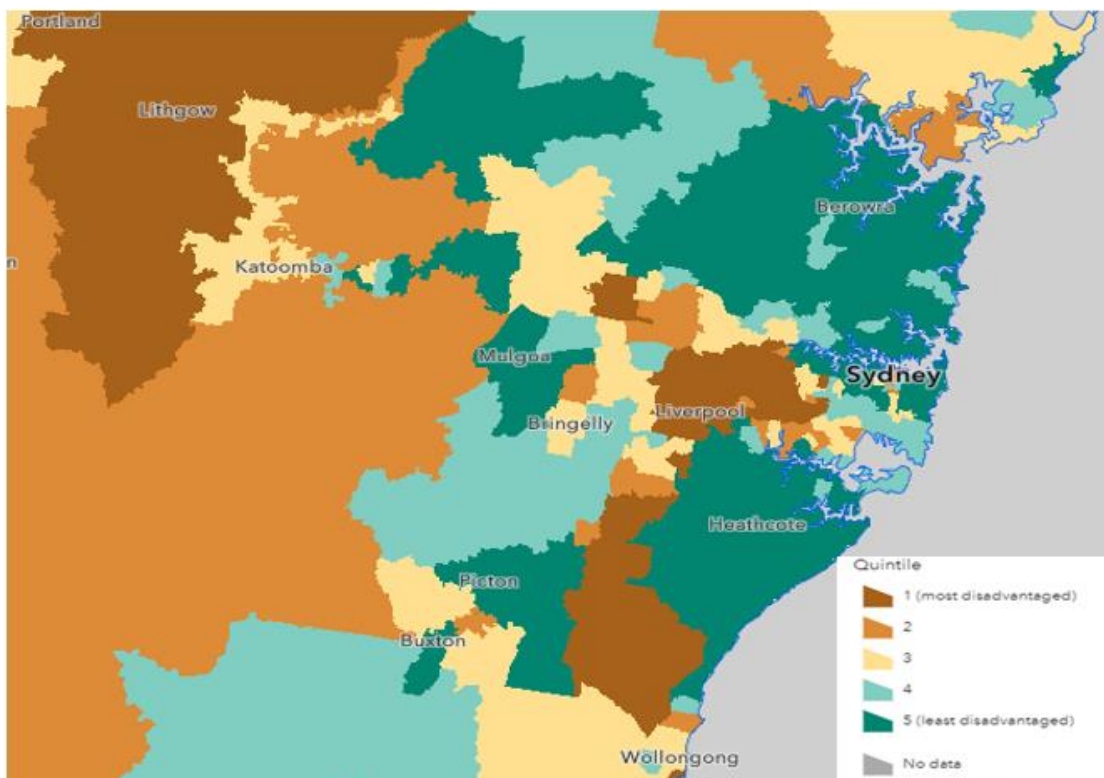 Portland
Lithgow
Berowra
n
Katoomba
Mulgoa
Sydney
Liverpool
Bringelly
Heathcote
Picton
Buxton
Wollongong
Quintile
1 (most disadvantaged)
2
3
4
5 (least disadvantaged)
No data